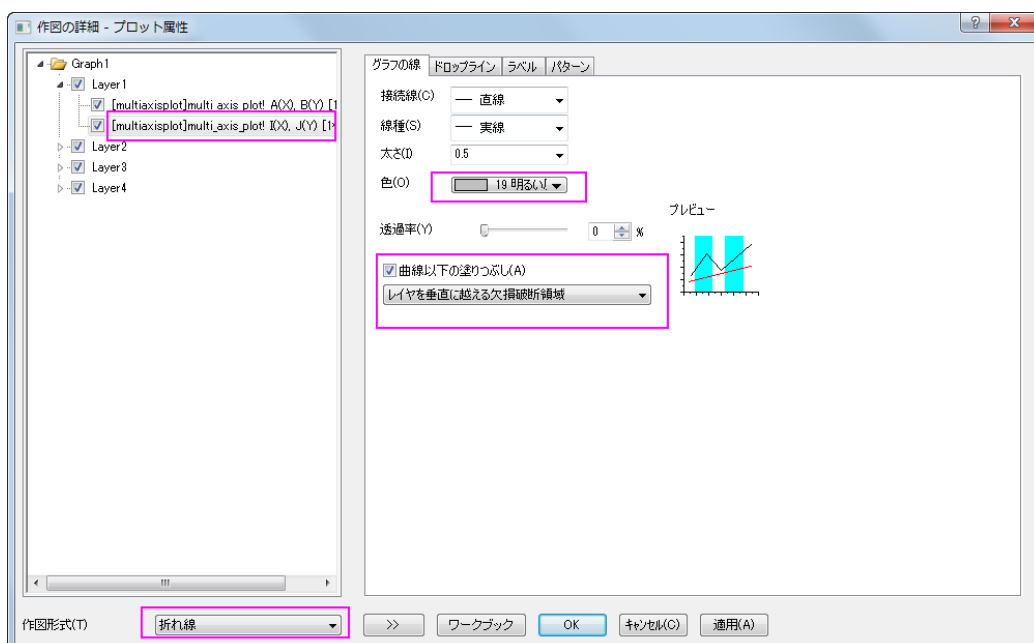 作図の詳細 - プロット属性
Graph1
Layer1
[multiaxisplot]multi axis plot! A(X), B(Y) [1
[multiaxisplot]multi_axis_plot! I(X), J(Y) [1*
Layer2
Layer3
Layer4
グラフの線 ドロップライン ラベル パターン
接続線(C) 直線
線種(S) 実線
太さ(I) 0.5
色(O) 19 明るい
透過率(Y) 0 %
プレビュー
曲線以下の塗りつぶし(A)
レイヤを垂直に越える欠損破断領域
作図形式(T) 折れ線 >> ワークブック OK キャンセル(C) 適用(A)